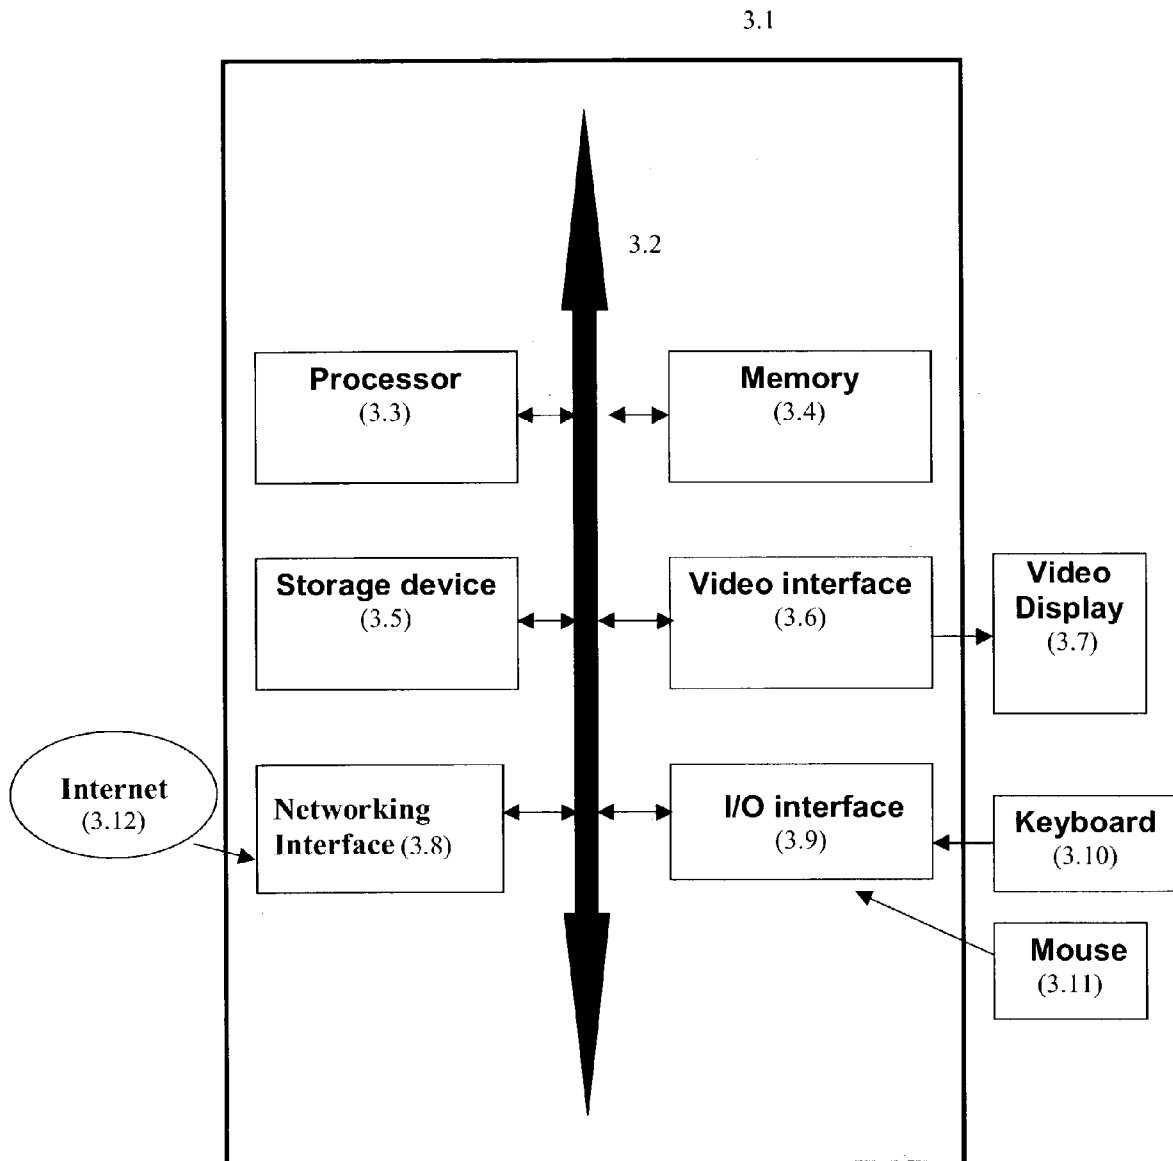 3.1
3.2
Processor
(3.3)
Memory
(3.4)
Storage device
(3.5)
Video interface
(3.6)
Video
Display
(3.7)
Internet
(3.12)
Networking
Interface (3.8)
I/O interface
(3.9)
Keyboard
(3.10)
Mouse
(3.11)